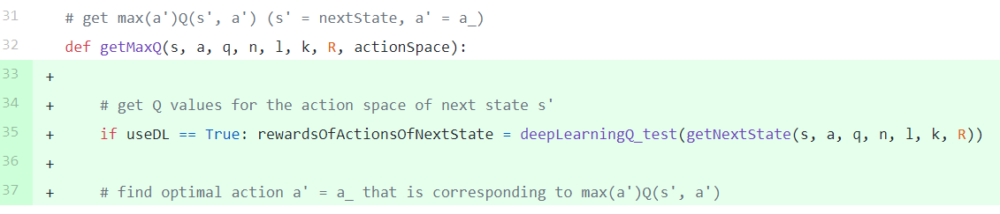 31 # get max(a')Q(s', a') (s' = nextState, a' = a_)
32 def getMaxQ(s, a, q, n, l, k, R, actionSpace):
33 +
34 + # get Q values for the action space of next state s'
35 + if useDL == True: rewardsOfActionsOfNextState = deepLearningQ_test(getNextState(s, a, q, n, l, k, R))
36 +
37 + # find optimal action a' = a_ that is corresponding to max(a')Q(s', a')